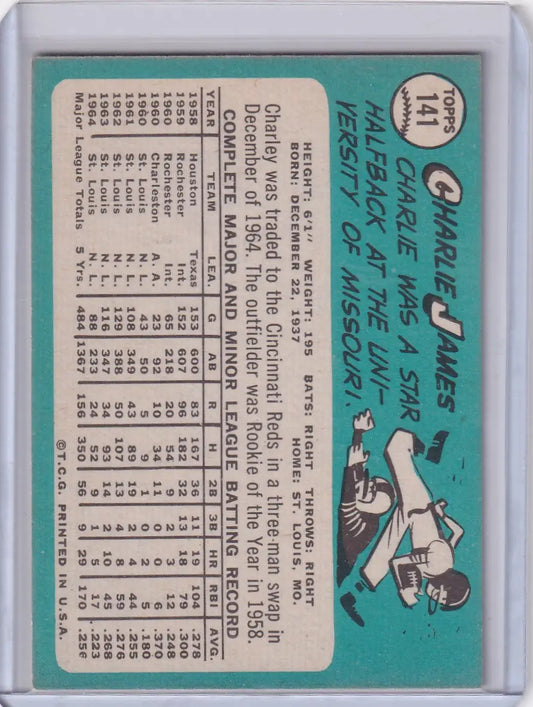 TOPPS
141
CHARLIE JAMES
CHARLIE WAS A STAR
HALFBACK AT THE UNI-
VERSITY OF MISSOURI.
HEIGHT: 6'1" WEIGHT: 195 BATS: RIGHT THROWS: RIGHT
BORN: DECEMBER 22, 1937 HOME: ST. LOUIS, MO.
Charley was traded to the Cincinnati Reds in a three-man swap in
December of 1964. The outfielder was Rookie of the Year in 1958.
COMPLETE MAJOR AND MINOR LEAGUE BATTING RECORD
YEAR TEAM LEA. G AB R H 2B 3B HR RBI AVG.
1958 Houston Texas 153 600 83 167 36 11 19 104 .278
1959 Rochester Int. 152 607 96 182 79 .300
1960 Rochester Int. 65 218 26 54 9 3 12 .248
1960 Charleston A. A. 23 92 10 34 11 0 0 6 .370
1960 St. Louis N. L. 43 50 5 9 1 0 2 5 .180
1961 St. Louis N. L. 108 349 43 89 19 2 4 44 .255
1962 St. Louis N. L. 129 388 50 107 13 4 8 59 .276
1963 St. Louis N. L. 116 347 34 93 14 2 10 45 .268
1964 St. Louis N. L. 88 233 24 52 9 1 5 17 .223
Major League Totals 5 Yrs. 484 1367 156 350 56 9 29 170 .256
©T.C.G. PRINTED IN U.S.A.